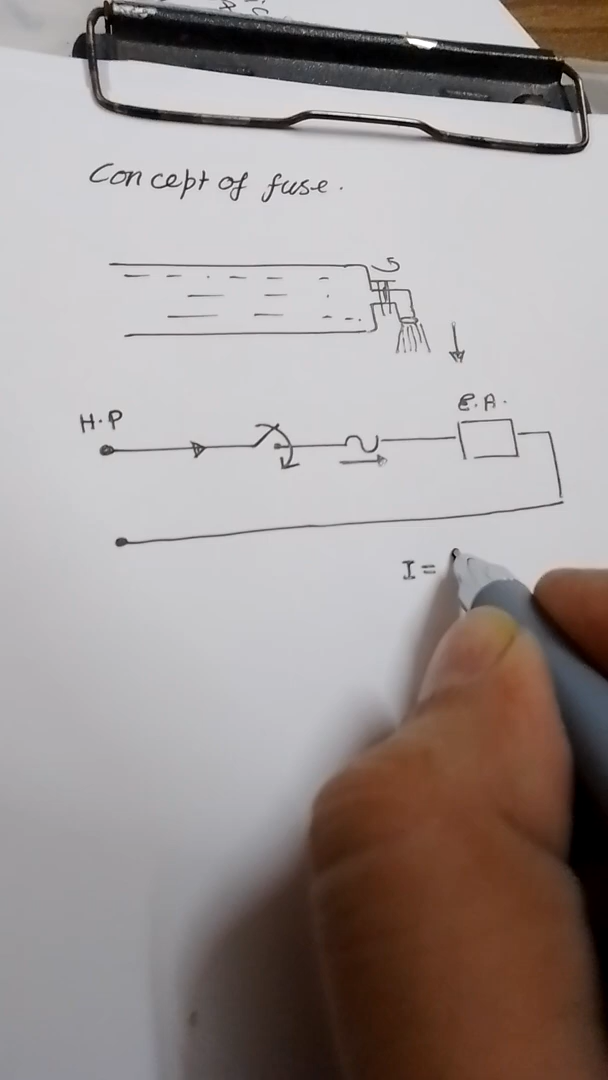 Concept of fuse.
H.P
E.A.
I =